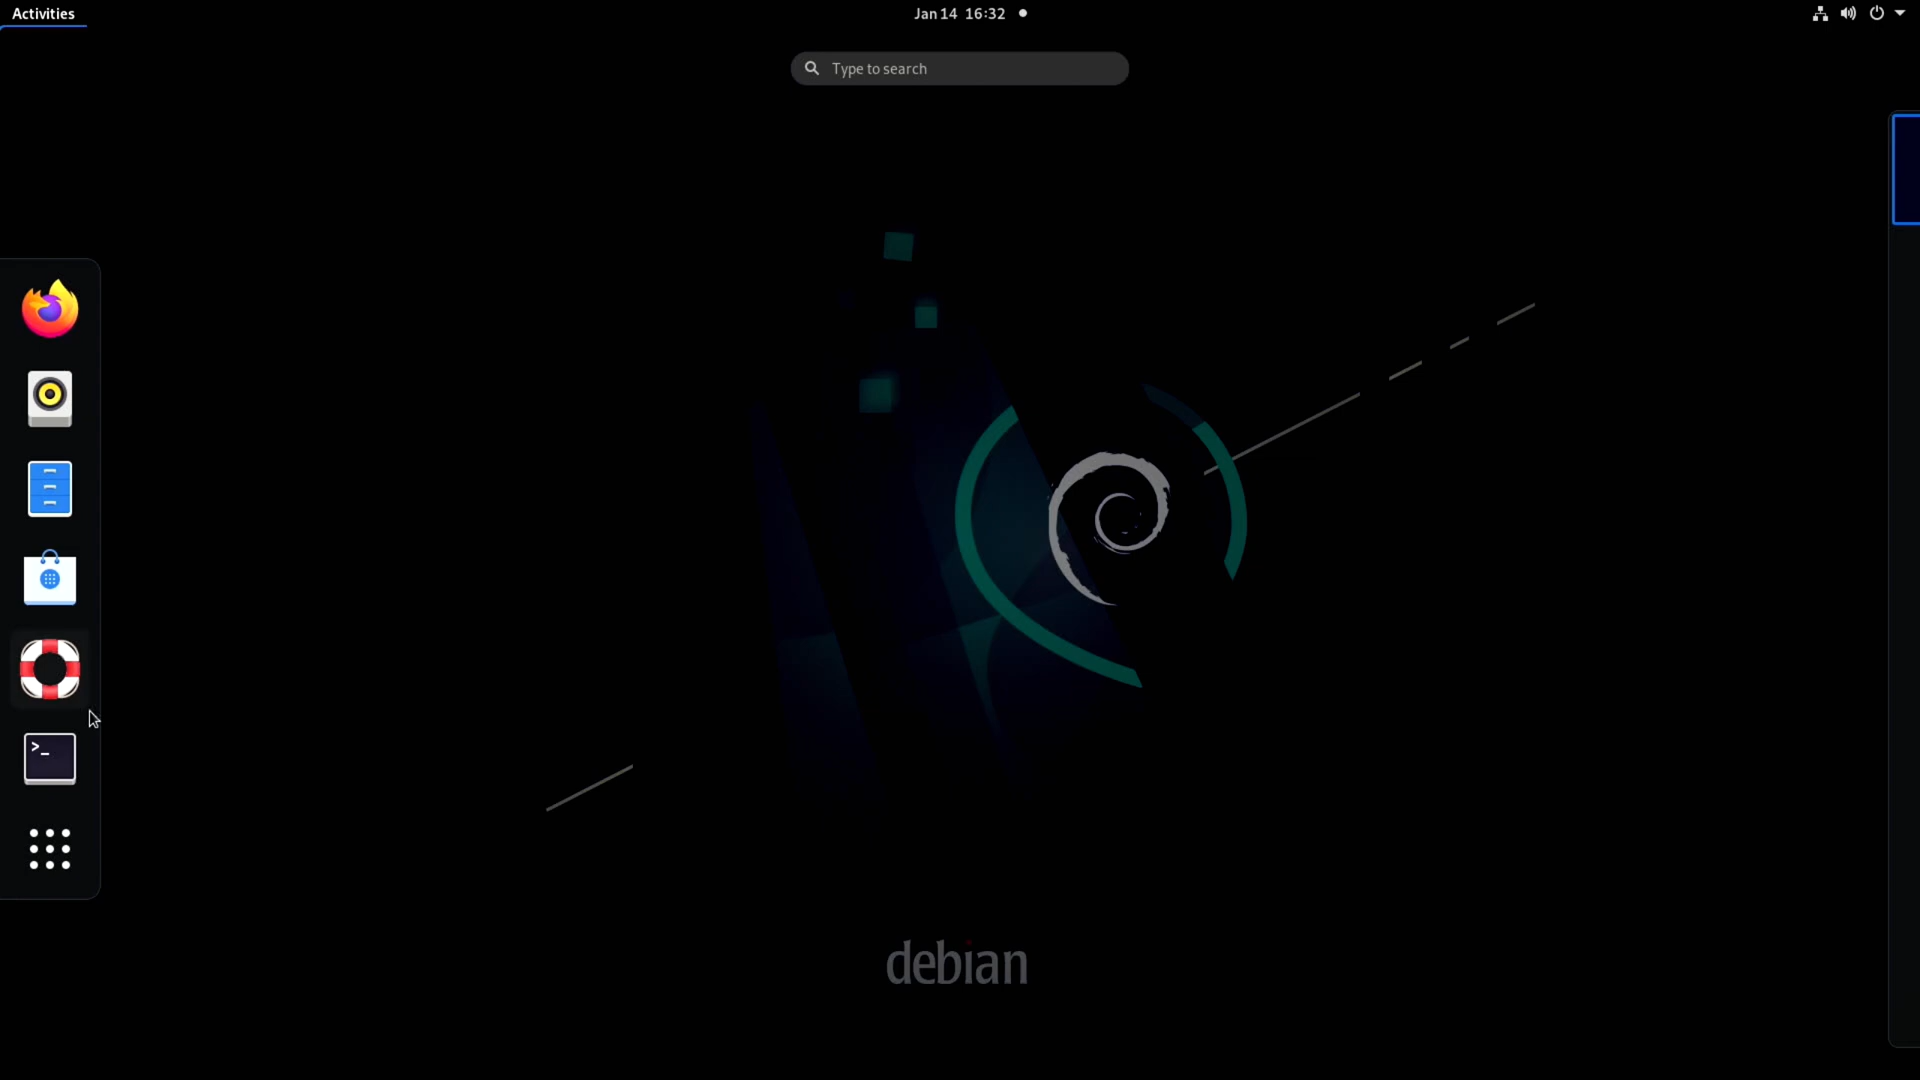 Activities
Jan 14 16:32
Type to search
>_
debian